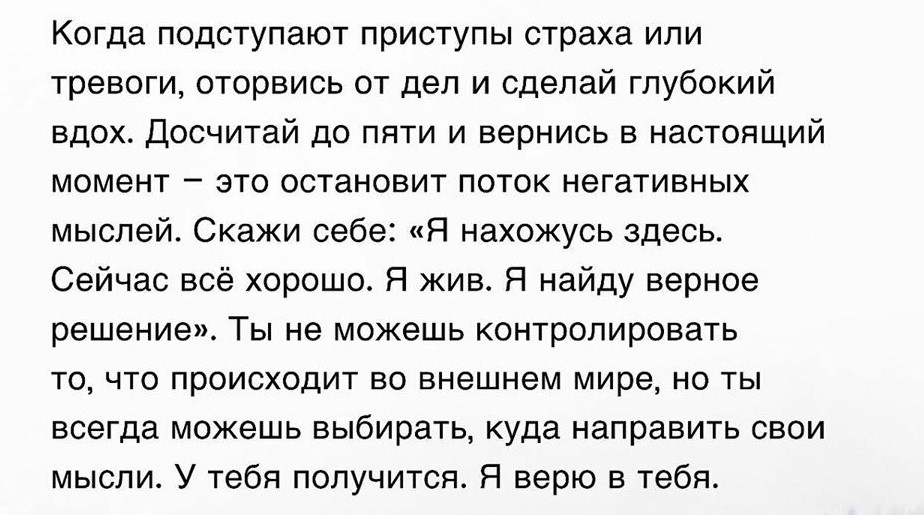 Когда подступают приступы страха или
тревоги, оторвись от дел и сделай глубокий
вдох. Досчитай до пяти и вернись в настоящий
момент – это остановит поток негативных
мыслей. Скажи себе: «Я нахожусь здесь.
Сейчас всё хорошо. Я жив. Я найду верное
решение». Ты не можешь контролировать
то, что происходит во внешнем мире, но ты
всегда можешь выбирать, куда направить свои
мысли. У тебя получится. Я верю в тебя.